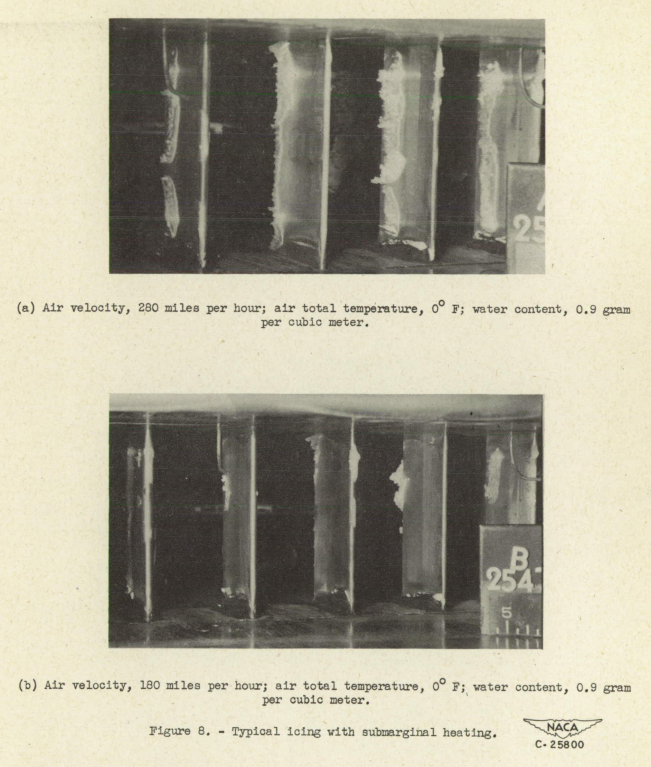 25
(a) Air velocity, 280 miles per hour; air total temperature, 0° F; water content, 0.9 gram
per cubic meter.
B
254
5
(b) Air velocity, 180 miles per hour; air total temperature, 0° F; water content, 0.9 gram
per cubic meter.
Figure 8. - Typical icing with submarginal heating.
NACA
C-25800